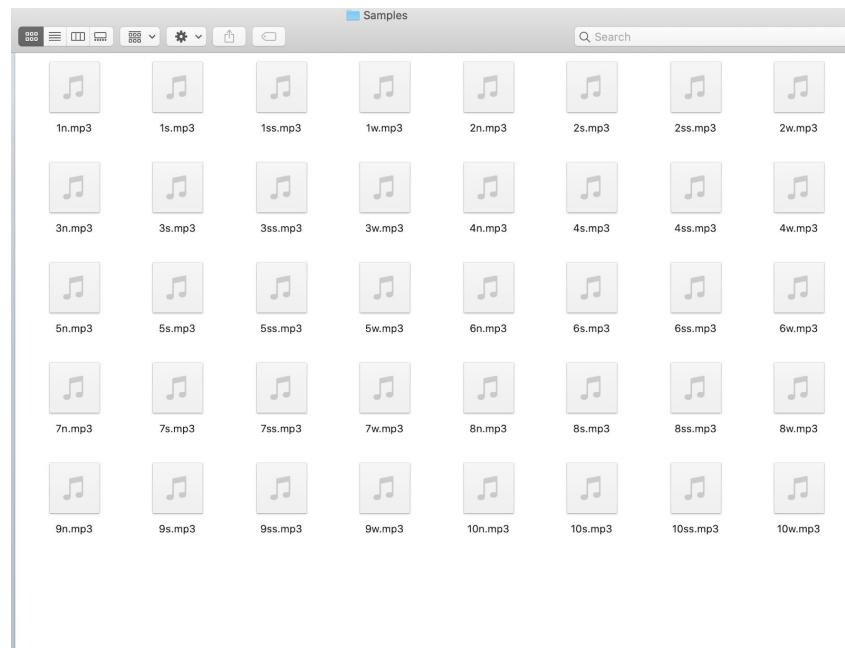 Samples
Search
1n.mp3 1s.mp3 1ss.mp3 1w.mp3 2n.mp3 2s.mp3 2ss.mp3 2w.mp3
3n.mp3 3s.mp3 3ss.mp3 3w.mp3 4n.mp3 4s.mp3 4ss.mp3 4w.mp3
5n.mp3 5s.mp3 5ss.mp3 5w.mp3 6n.mp3 6s.mp3 6ss.mp3 6w.mp3
7n.mp3 7s.mp3 7ss.mp3 7w.mp3 8n.mp3 8s.mp3 8ss.mp3 8w.mp3
9n.mp3 9s.mp3 9ss.mp3 9w.mp3 10n.mp3 10s.mp3 10ss.mp3 10w.mp3